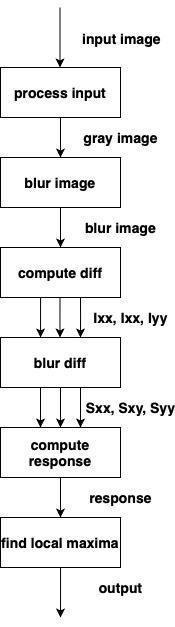 input image
process input
gray image
blur image
blur image
compute diff
Ixx, Ixx, Iyy
blur diff
Sxx, Sxy, Syy
compute
response
response
find local maxima
output